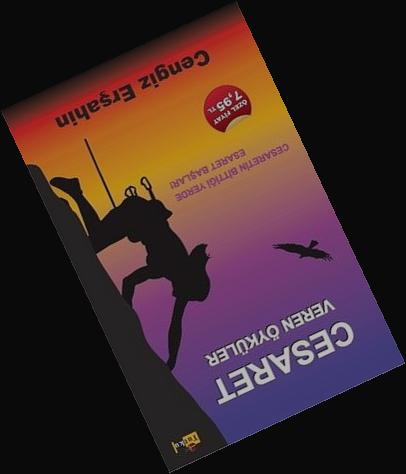 CESARET
VEREN ÖYKÜLER
CESARETİN BİTTİĞİ YERDE
ESARET BAŞLAR!
ÖZEL FİYAT
7,95 TL
Cengiz Erşahin